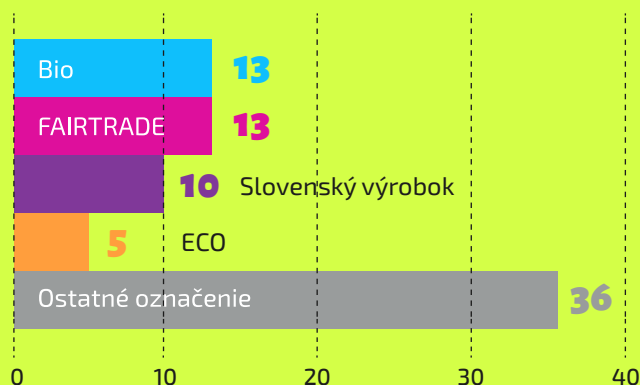 Bio 13
FAIRTRADE 13
10 Slovenský výrobok
5 ECO
Ostatné označenie 36
0 10 20 30 40